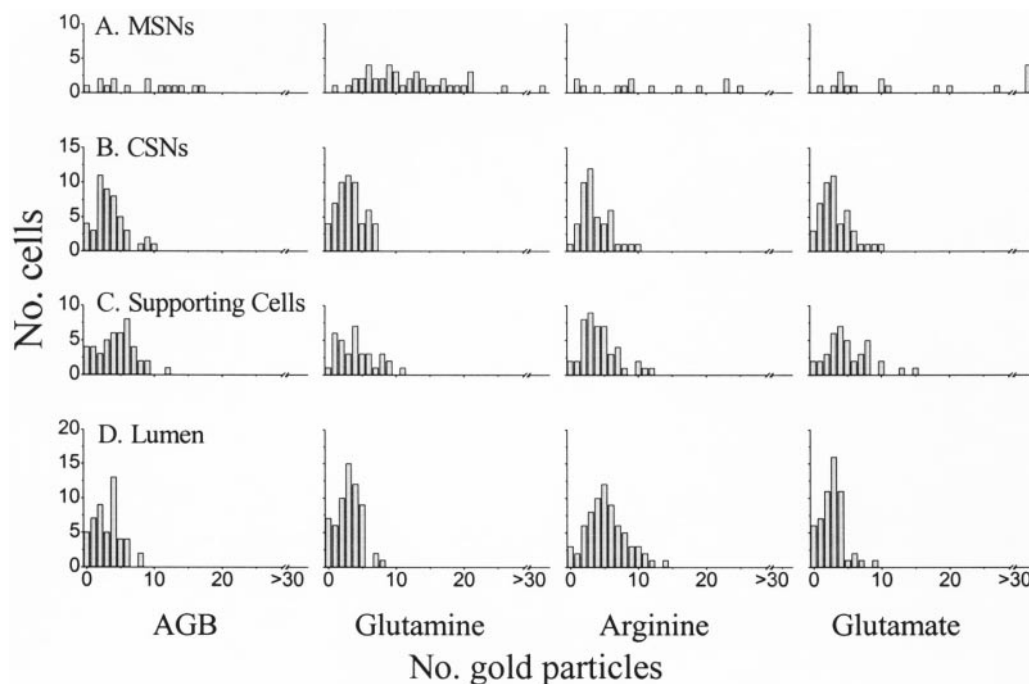 A. MSNs
10
5
0
B. CSNs
15
10
5
0
C. Supporting Cells
10
5
0
D. Lumen
20
15
10
5
0
No. cells
0 10 20 >30
0 10 20 >30
0 10 20 >30
0 10 20 >30
AGB Glutamine Arginine Glutamate
No. gold particles